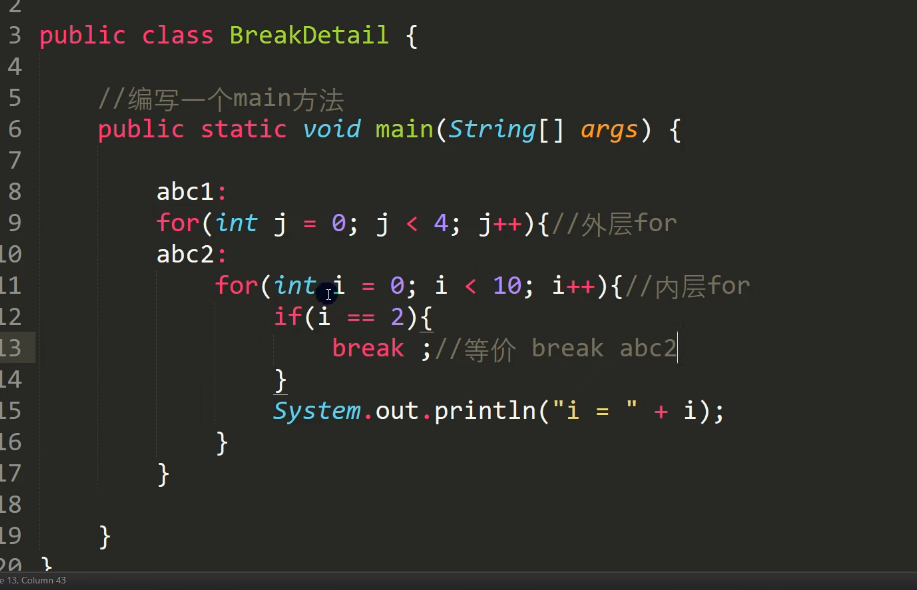 2
3 public class BreakDetail {
4
5 //编写一个main方法
6 public static void main(String[] args) {
7
8 abc1:
9 for(int j = 0; j < 4; j++){//外层for
10 abc2:
11 for(int i = 0; i < 10; i++){//内层for
12 if(i == 2){
13 break ;//等价 break abc2
14 }
15 System.out.println("i = " + i);
16 }
17 }
18
19 }
20 }
e 13, Column 43